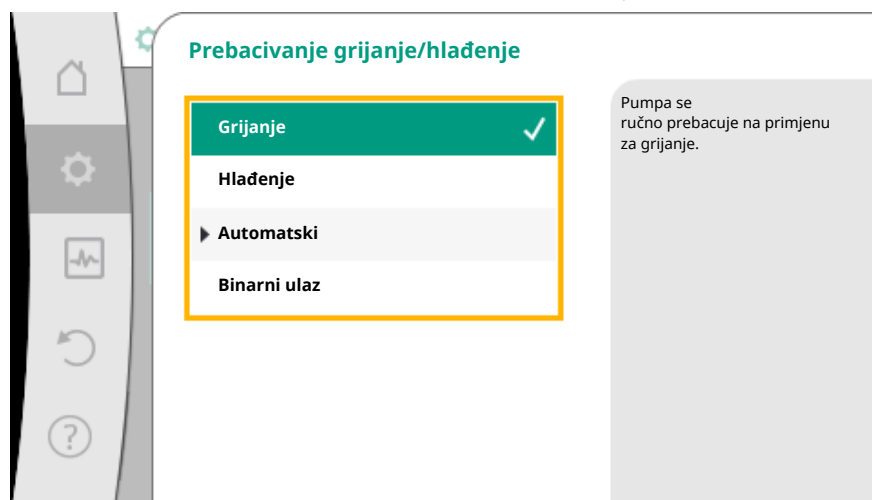 Prebacivanje grijanje/hlađenje
Grijanje
Hlađenje
Automatski
Binarni ulaz
Pumpa se
ručno prebacuje na primjenu
za grijanje.
?